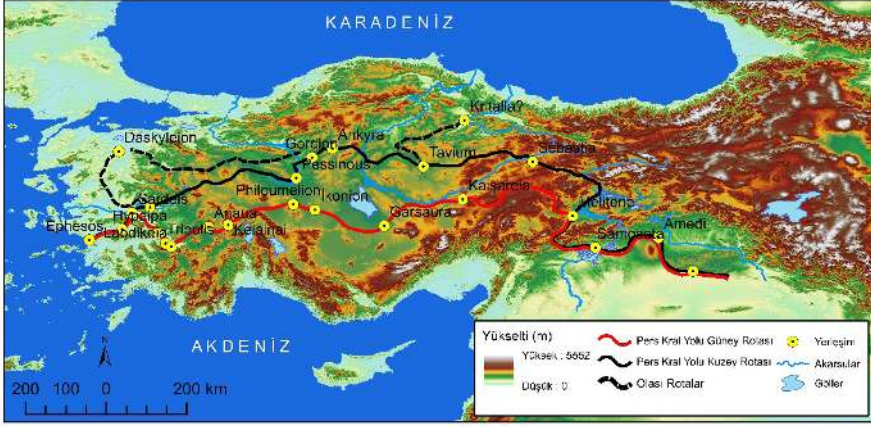 KARADENİZ
Kritalla?
Daskyleion
Gordion
Ankyra
Pessinous
Tavium
Sebastia
Sardeis
Hypaipa
Ephesos
Laodikeia
Tripolis
Anaua
Kelainai
Philoumelion
Ikonion
Garsaura
Kaisareia
Melitene
Samosata
Amedi
AKDENİZ
N
200 100 0 200 km
Yükselti (m)
Yüksek : 5552
Düşük : 0
Pers Kral Yolu Güney Rotası
Pers Kral Yolu Kuzey Rotası
Olası Rotalar
Yerleşim
Akarsular
Göller